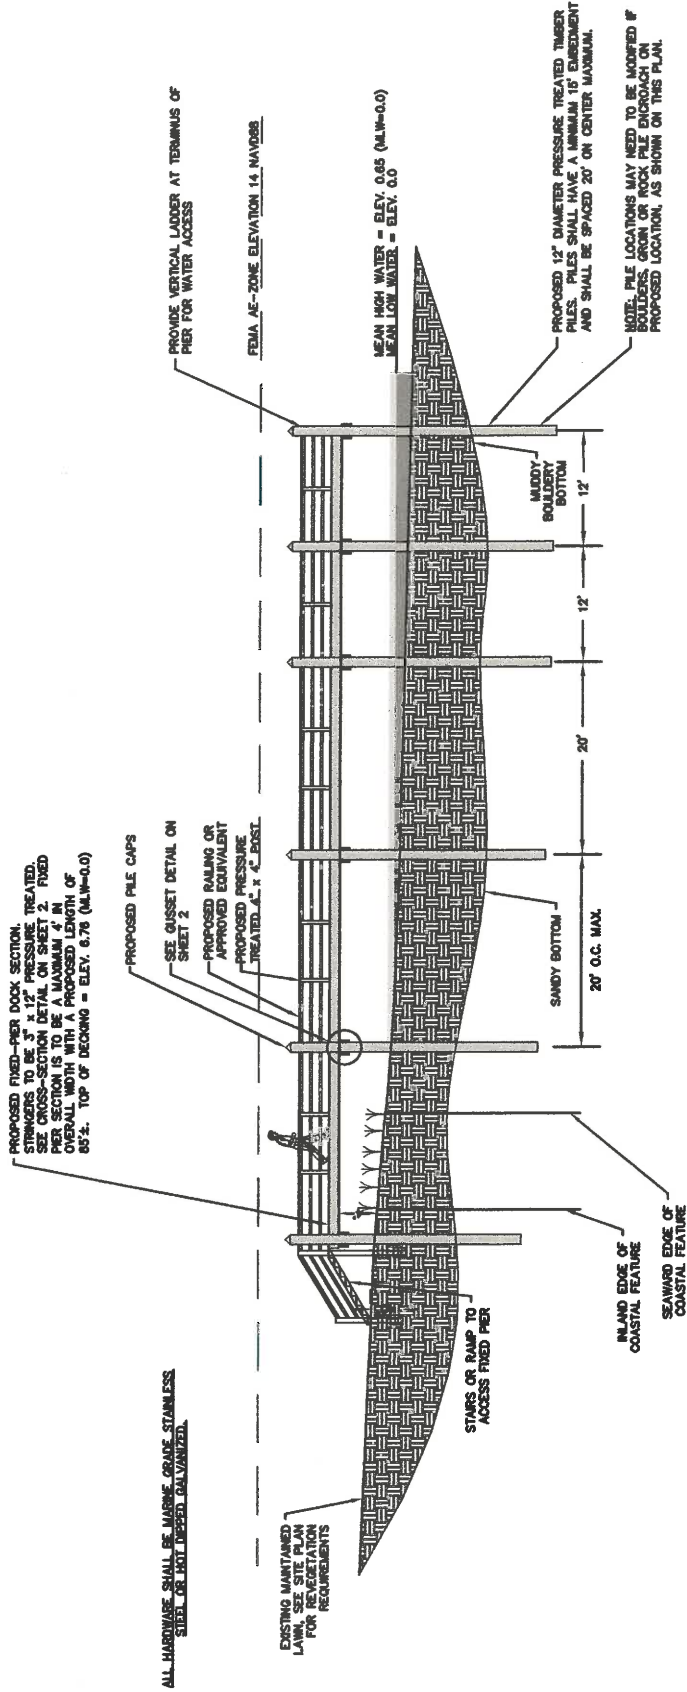 ALL HARDWARE SHALL BE MARINE GRADE STAINLESS
STEEL OR HOT DIPPED GALVANIZED.
PROPOSED FIXED-PIER DOCK SECTION.
STRINGERS TO BE 3" x 12" PRESSURE TREATED.
SEE CROSS-SECTION DETAIL ON SHEET 2. FIXED
PIER SECTION IS TO BE A MAXIMUM 4' IN
OVERALL WIDTH WITH A PROPOSED LENGTH OF
85'±. TOP OF DECKING = ELEV. 6.76 (MLW=0.0)
PROPOSED PILE CAPS
SEE GUSSET DETAIL ON
SHEET 2
PROPOSED RAILING OR
APPROVED EQUIVALENT
PROPOSED PRESSURE
TREATED 4" x 4" POST
PROVIDE VERTICAL LADDER AT TERMINUS OF
PIER FOR WATER ACCESS
FEMA AE-ZONE ELEVATION 14 NAVD88
MEAN HIGH WATER = ELEV. 0.65 (MLW=0.0)
MEAN LOW WATER = ELEV. 0.0
EXISTING MAINTAINED
LAWN, SEE SITE PLAN
FOR REVEGETATION
REQUIREMENTS
STAIRS OR RAMP TO
ACCESS FIXED PIER
INLAND EDGE OF
COASTAL FEATURE
SEAWARD EDGE OF
COASTAL FEATURE
SANDY BOTTOM
20' O.C. MAX.
20'
12'
12'
MUDDY
BOULDERY
BOTTOM
PROPOSED 12" DIAMETER PRESSURE TREATED TIMBER
PILES. PILES SHALL HAVE A MINIMUM 15' EMBEDMENT
AND SHALL BE SPACED 20' ON CENTER MAXIMUM.
NOTE: PILE LOCATIONS MAY NEED TO BE MODIFIED IF
BOULDERS, GROIN OR ROCK PILE ENCROACH ON
PROPOSED LOCATION, AS SHOWN ON THIS PLAN.